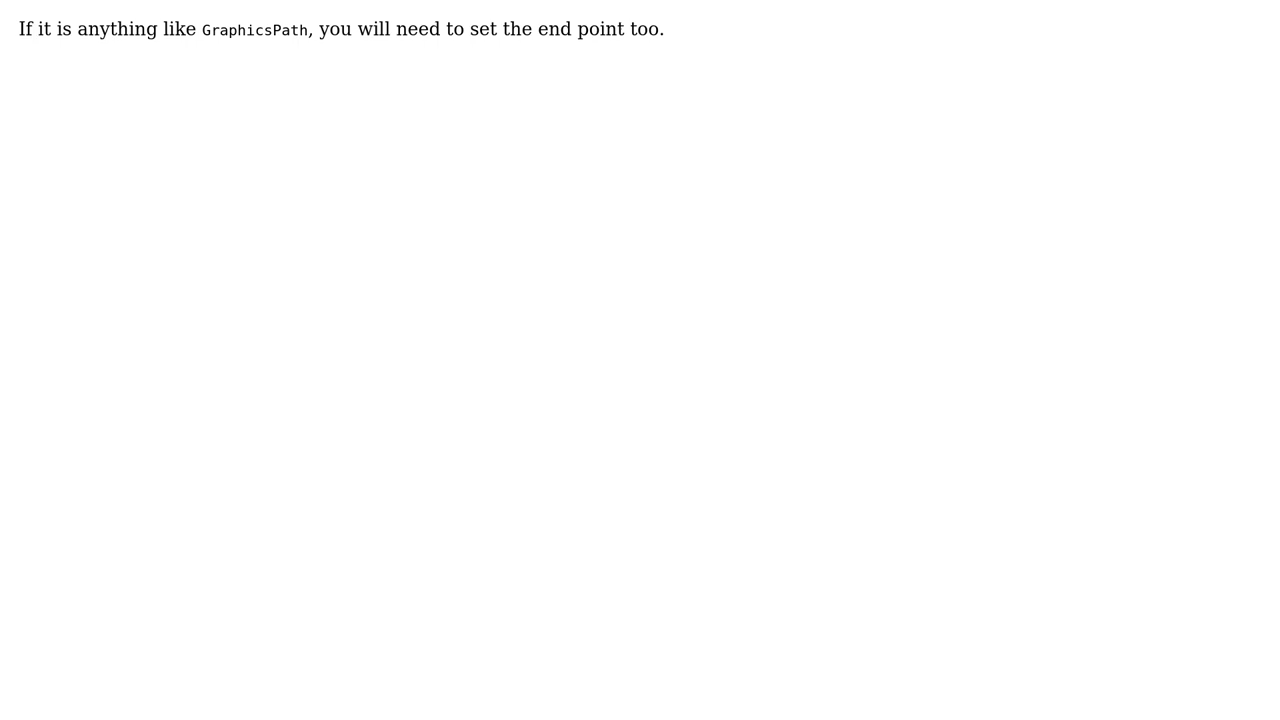 If it is anything like GraphicsPath, you will need to set the end point too.